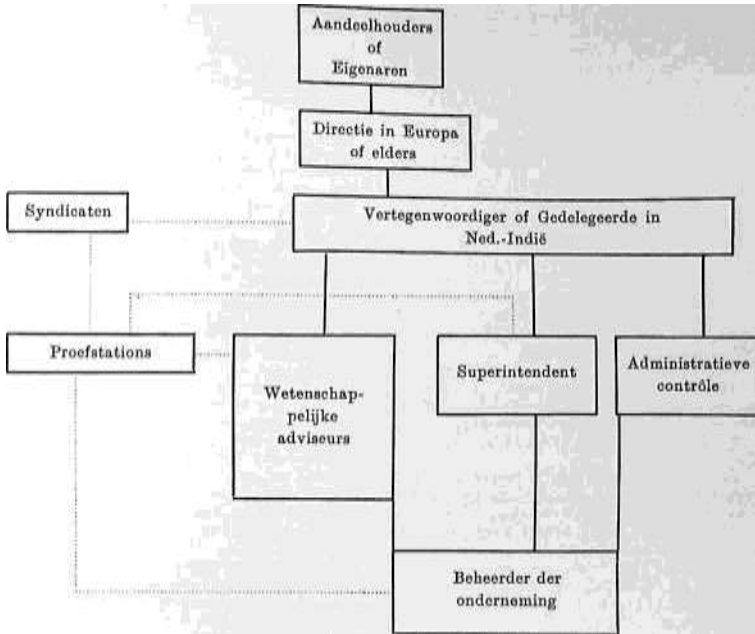 Aandeelhouders
of
Eigenaren
Directie in Europa
of elders
Syndicaten
Vertegenwoordiger of Gedelegeerde in
Ned.-Indië
Proefstations
Wetenschap-
pelijke
adviseurs
Superintendent
Administratieve
contrôle
Beheerder der
onderneming